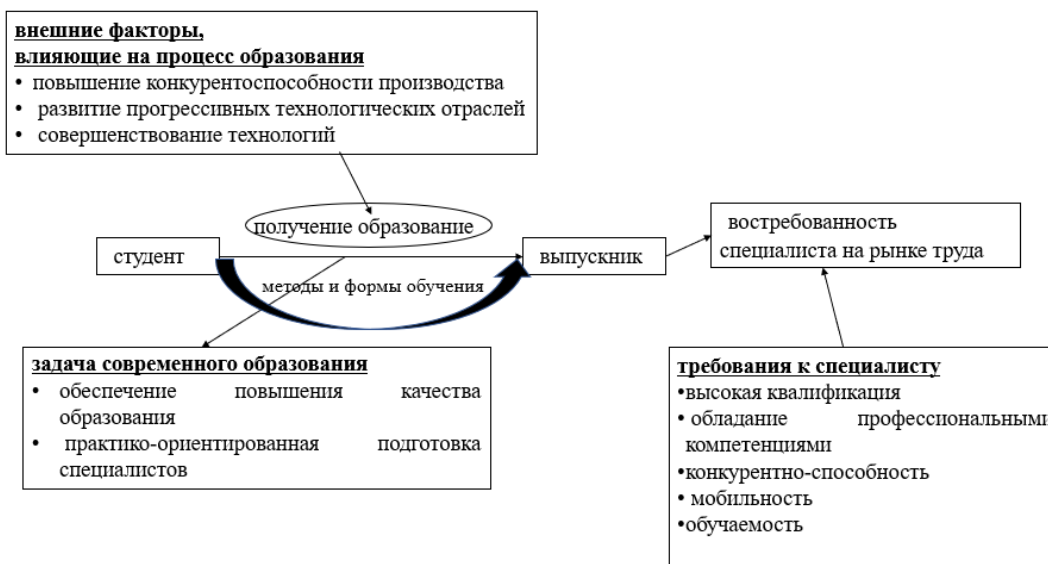 внешние факторы,
влияющие на процесс образования
• повышение конкурентоспособности производства
• развитие прогрессивных технологических отраслей
• совершенствование технологий
получение образование
студент
выпускник
методы и формы обучения
востребованность
специалиста на рынке труда
задача современного образования
• обеспечение повышения качества
образования
• практико-ориентированная подготовка
специалистов
требования к специалисту
•высокая квалификация
• обладание профессиональными
компетенциями
•конкурентно-способность
• мобильность
•обучаемость